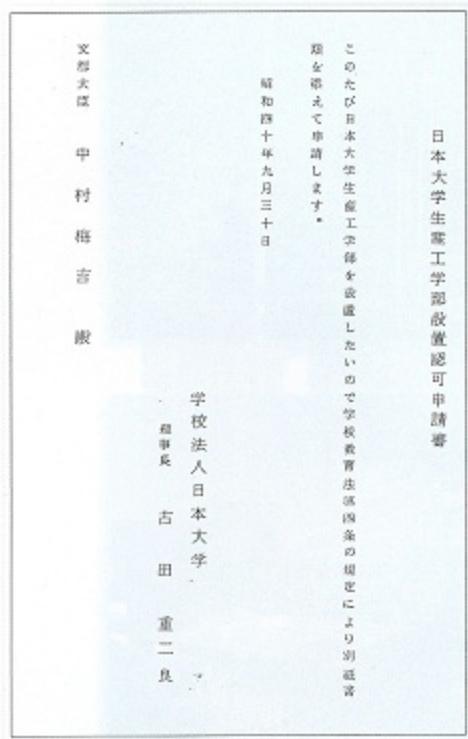 日本大学生産工学部設置認可申請書
このたび日本大学生産工学部を設置したいので学校教育法第四条の規定により別紙書
類を添えて申請します。
昭和四十年九月三十日
学校法人日本大学
理事長 古田重二良
文部大臣 中村梅吉殿